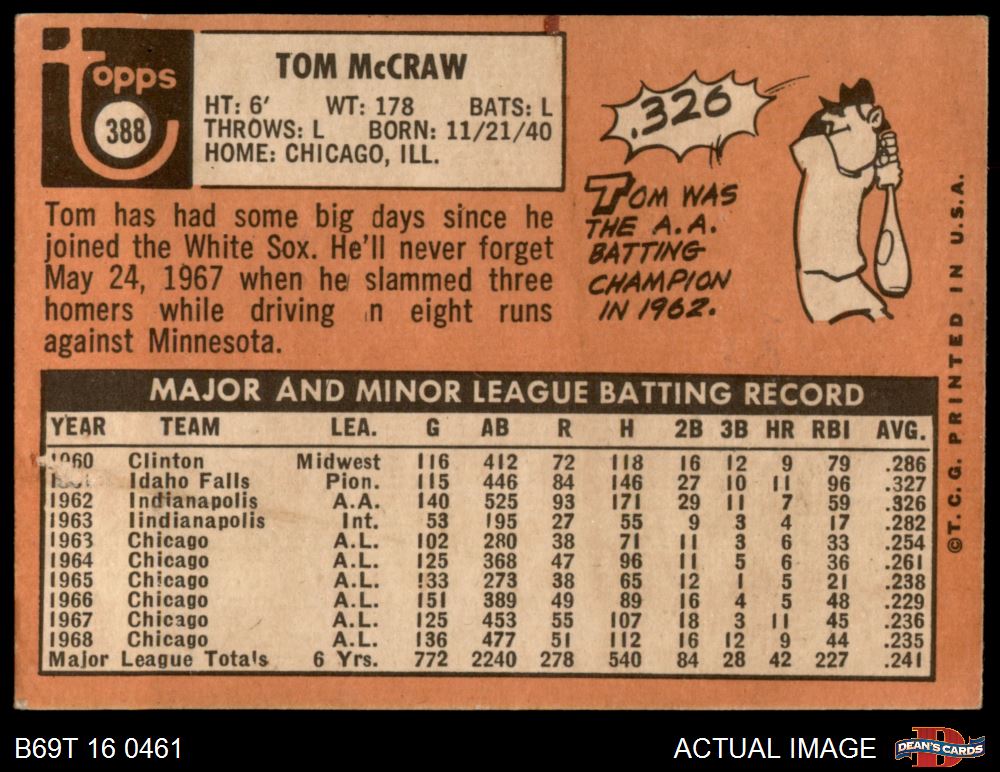 Topps
388
TOM McCRAW
HT: 6' WT: 178 BATS: L
THROWS: L BORN: 11/21/40
HOME: CHICAGO, ILL.
Tom has had some big days since he
joined the White Sox. He'll never forget
May 24, 1967 when he slammed three
homers while driving in eight runs
against Minnesota.
.326
TOM WAS
THE A.A.
BATTING
CHAMPION
IN 1962.
©T.C.G. PRINTED IN U.S.A.
MAJOR AND MINOR LEAGUE BATTING RECORD
YEAR TEAM LEA. G AB R H 2B 3B HR RBI AVG.
1960 Clinton Midwest 116 412 72 118 16 12 9 79 .286
Idaho Falls Pion. 115 446 84 146 27 10 11 96 .327
1962 Indianapolis A.A. 140 525 93 171 29 11 7 59 .326
1963 Iindianapolis Int. 53 195 27 55 9 3 4 17 .282
1963 Chicago A.L. 102 280 38 71 11 3 6 33 .254
1964 Chicago A.L. 125 368 47 96 11 5 6 36 .261
1965 Chicago A.L. 133 273 38 65 12 1 5 21 .238
1966 Chicago A.L. 151 389 49 89 16 4 5 48 .229
1967 Chicago A.L. 125 453 55 107 18 3 11 45 .236
1968 Chicago A.L. 136 477 51 112 16 12 9 44 .235
Major League Totals 6 Yrs. 772 2240 278 540 84 28 42 227 .241
B69T 16 0461
ACTUAL IMAGE
DEAN'S CARDS